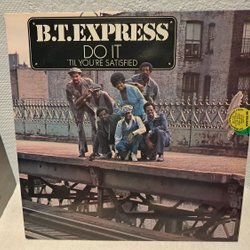 B.T.EXPRESS
DO IT
'TIL YOU'RE SATISFIED